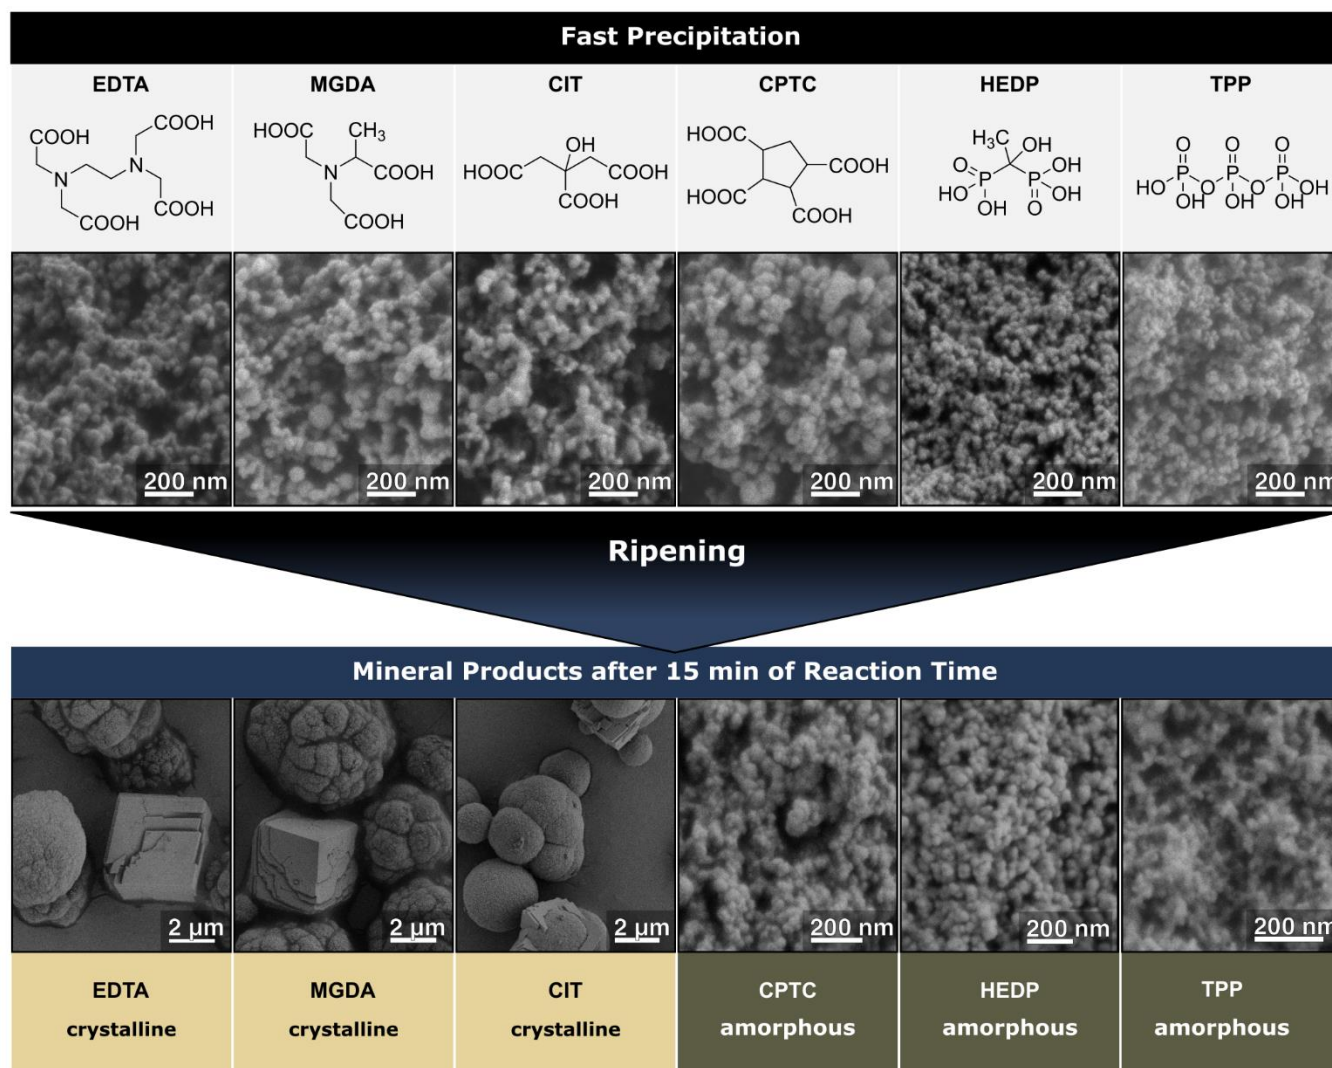 Fast Precipitation
EDTA MGDA CIT CPTC HEDP TPP
COOH
COOH
N
N
COOH
COOH
HOOC
CH₃
N
COOH
COOH
OH
HOOC
COOH
COOH
HOOC
HOOC
COOH
COOH
H₃C
OH
O
P
P
OH
HO
OH
OH
O
O O O
HO P O P O P OH
OH OH OH
200 nm 200 nm 200 nm 200 nm 200 nm 200 nm
Ripening
Mineral Products after 15 min of Reaction Time
2 µm 2 µm 2 µm 200 nm 200 nm 200 nm
EDTA MGDA CIT CPTC HEDP TPP
crystalline crystalline crystalline amorphous amorphous amorphous